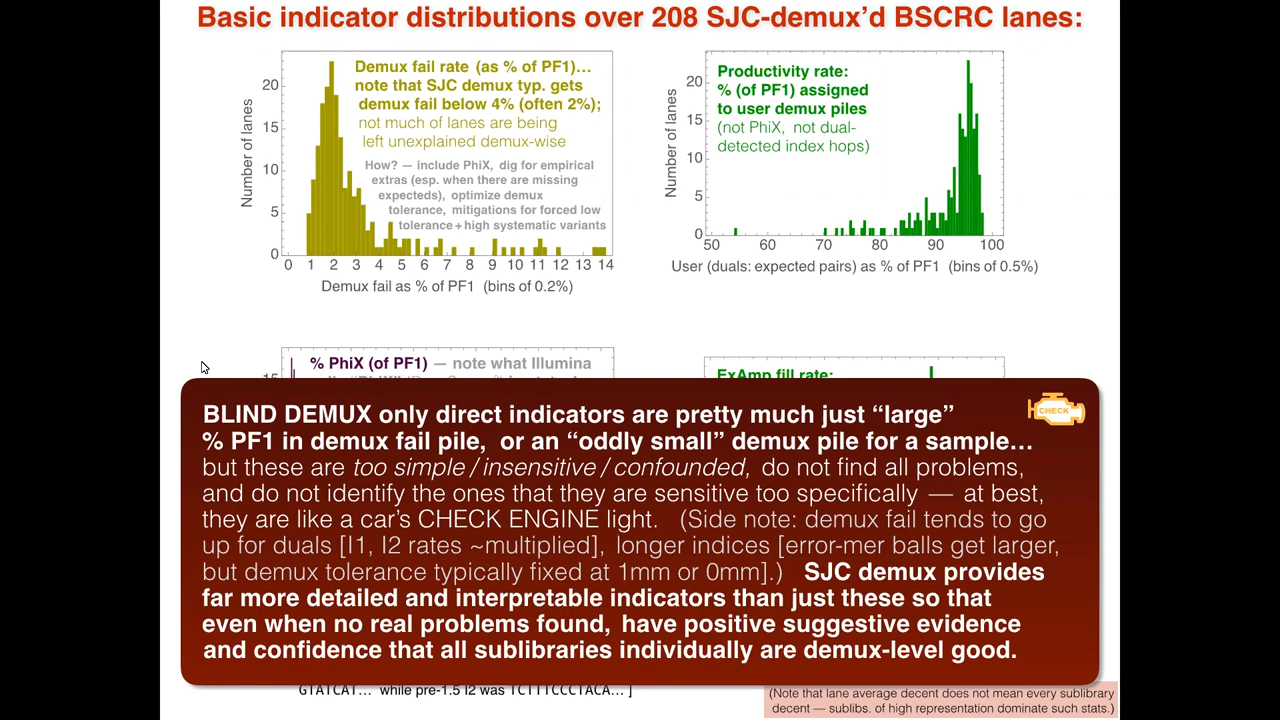 Basic indicator distributions over 208 SJC-demux’d BSCRC lanes:
Demux fail rate (as % of PF1)…
note that SJC demux typ. gets
demux fail below 4% (often 2%);
not much of lanes are being
left unexplained demux-wise
How? — include PhiX, dig for empirical
extras (esp. when there are missing
expecteds), optimize demux
tolerance, mitigations for forced low
tolerance + high systematic variants
Number of lanes
20
15
10
5
0
0 1 2 3 4 5 6 7 8 9 10 11 12 13 14
Demux fail as % of PF1 (bins of 0.2%)
Productivity rate:
% (of PF1) assigned
to user demux piles
(not PhiX, not dual-
detected index hops)
Number of lanes
20
15
10
5
0
50 60 70 80 90 100
User (duals: expected pairs) as % of PF1 (bins of 0.5%)
% PhiX (of PF1) — note what Illumina
ExAmp fill rate:
BLIND DEMUX only direct indicators are pretty much just “large”
% PF1 in demux fail pile, or an “oddly small” demux pile for a sample…
but these are too simple / insensitive / confounded, do not find all problems,
and do not identify the ones that they are sensitive too specifically — at best,
they are like a car’s CHECK ENGINE light. (Side note: demux fail tends to go
up for duals [I1, I2 rates ~multiplied], longer indices [error-mer balls get larger,
but demux tolerance typically fixed at 1mm or 0mm].) SJC demux provides
far more detailed and interpretable indicators than just these so that
even when no real problems found, have positive suggestive evidence
and confidence that all sublibraries individually are demux-level good.
CHECK
GTATCAT… while pre-1.5 I2 was TCTTTCCCTACA… ]
(Note that lane average decent does not mean every sublibrary
decent — sublibs. of high representation dominate such stats.)